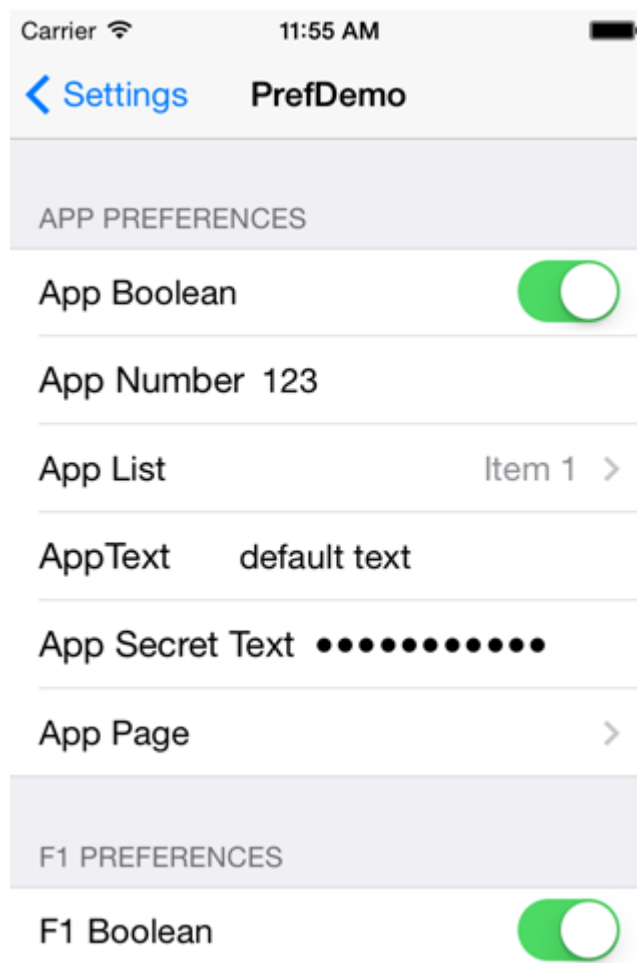 Carrier 11:55 AM
Settings PrefDemo
APP PREFERENCES
App Boolean
App Number 123
App List Item 1
AppText default text
App Secret Text •••••••••••
App Page
F1 PREFERENCES
F1 Boolean